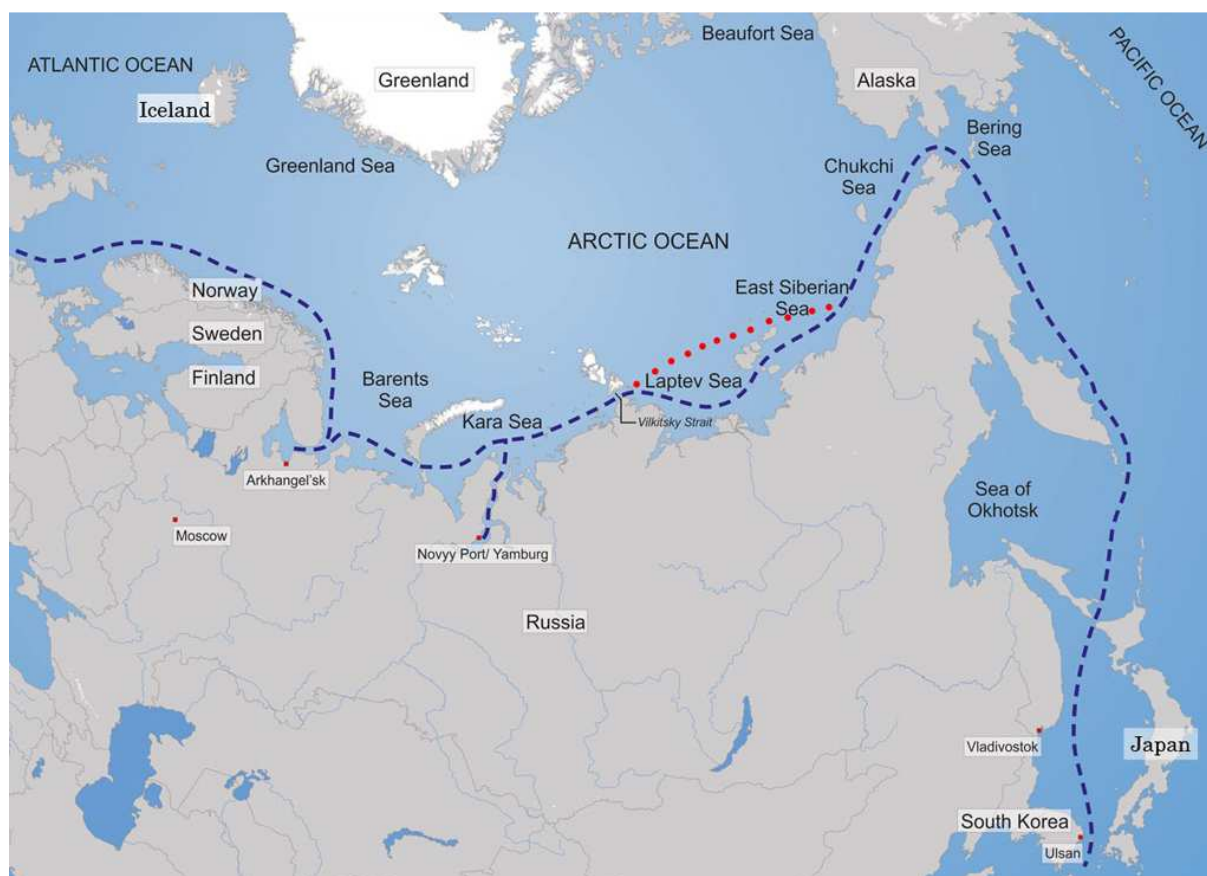 Beaufort Sea
ATLANTIC OCEAN
PACIFIC OCEAN
Greenland
Alaska
Iceland
Bering
Sea
Greenland Sea
Chukchi
Sea
ARCTIC OCEAN
East Siberian
Sea
Norway
Sweden
Finland
Barents
Sea
Laptev Sea
Kara Sea
Vilkitsky Strait
Arkhangel'sk
Sea of
Okhotsk
Moscow
Novyy Port/ Yamburg
Russia
Vladivostok
Japan
South Korea
Ulsan